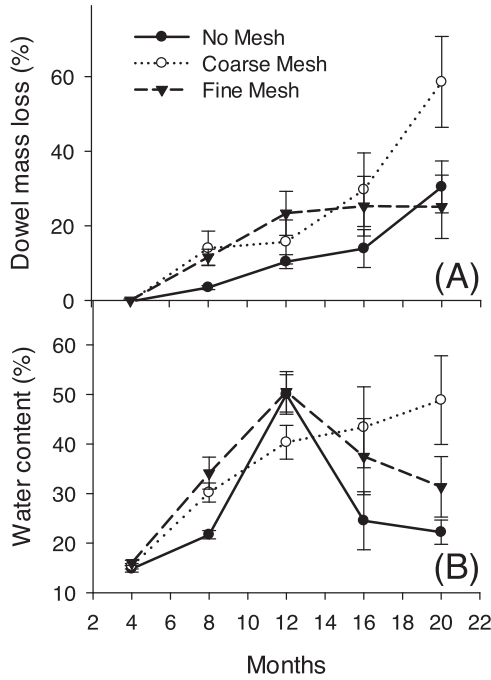 No Mesh
Coarse Mesh
Fine Mesh
Dowel mass loss (%)
60
40
20
0
(A)
Water content (%)
60
50
40
30
20
10
(B)
2 4 6 8 10 12 14 16 18 20 22
Months